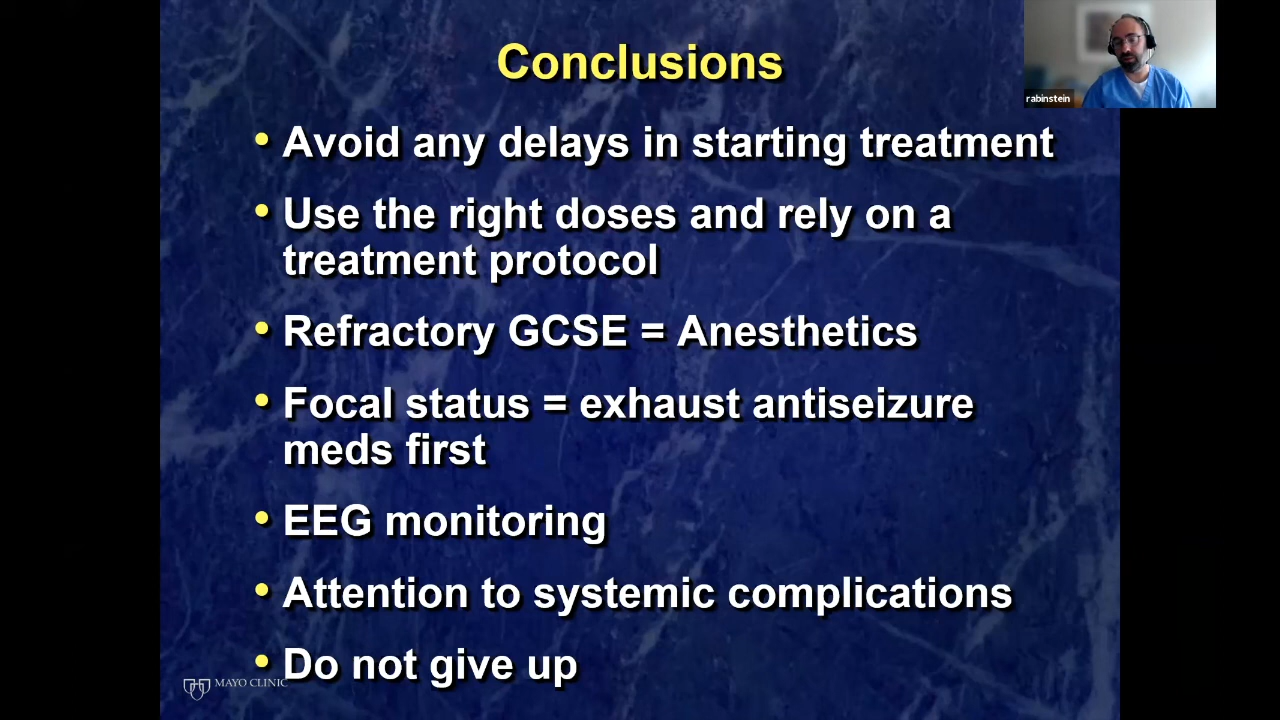 Conclusions
rabinstein
• Avoid any delays in starting treatment
• Use the right doses and rely on a
treatment protocol
• Refractory GCSE = Anesthetics
• Focal status = exhaust antiseizure
meds first
• EEG monitoring
• Attention to systemic complications
• Do not give up
MAYO CLINIC